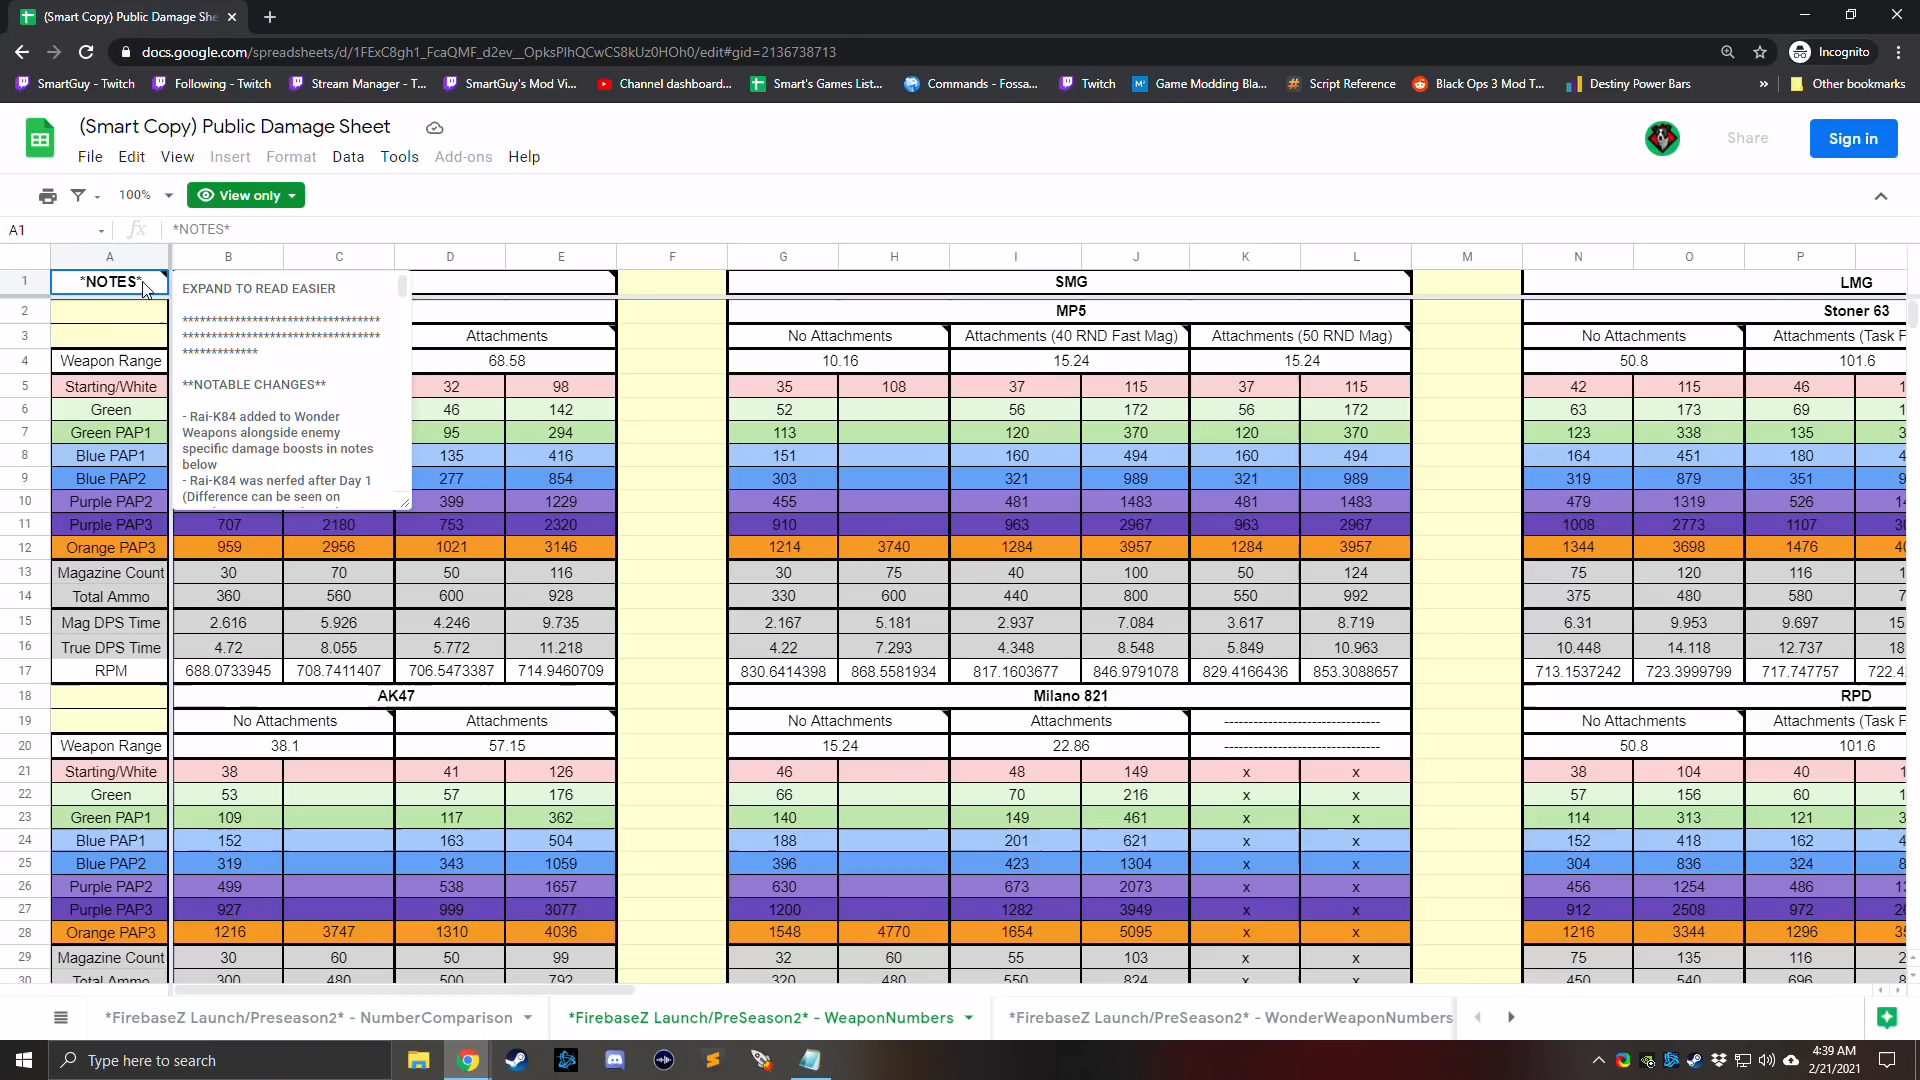 (Smart Copy) Public Damage She
docs.google.com/spreadsheets/d/1FExC8gh1_FcaQMF_d2ev__OpksPlhQCwCS8kUz0HOh0/edit#gid=2136738713
Incognito
SmartGuy - Twitch Following - Twitch Stream Manager - T... SmartGuy's Mod Vi... Channel dashboard... Smart's Games List... Commands - Fossa... Twitch Game Modding Bla... Script Reference Black Ops 3 Mod T... Destiny Power Bars » Other bookmarks
(Smart Copy) Public Damage Sheet
Share
Sign in
File Edit View Insert Format Data Tools Add-ons Help
100% View only
A1 fx *NOTES*
A B C D E F G H I J K L M N O P
1 *NOTES* SMG LMG
2 MP5 Stoner 63
3 Attachments No Attachments Attachments (40 RND Fast Mag) Attachments (50 RND Mag) No Attachments Attachments (Task F
4 Weapon Range 68.58 10.16 15.24 15.24 50.8 101.6
5 Starting/White 32 98 35 108 37 115 37 115 42 115 46 1
6 Green 46 142 52 56 172 56 172 63 173 69 1
7 Green PAP1 95 294 113 120 370 120 370 123 338 135 3
8 Blue PAP1 135 416 151 160 494 160 494 164 451 180 4
9 Blue PAP2 277 854 303 321 989 321 989 319 879 351 9
10 Purple PAP2 399 1229 455 481 1483 481 1483 479 1319 526 14
11 Purple PAP3 707 2180 753 2320 910 963 2967 963 2967 1008 2773 1107 30
12 Orange PAP3 959 2956 1021 3146 1214 3740 1284 3957 1284 3957 1344 3698 1476 40
13 Magazine Count 30 70 50 116 30 75 40 100 50 124 75 120 116 1
14 Total Ammo 360 560 600 928 330 600 440 800 550 992 375 480 580 7
15 Mag DPS Time 2.616 5.926 4.246 9.735 2.167 5.181 2.937 7.084 3.617 8.719 6.31 9.953 9.697 15
16 True DPS Time 4.72 8.055 5.772 11.218 4.22 7.293 4.348 8.548 5.849 10.963 10.448 14.118 12.737 18
17 RPM 688.0733945 708.7411407 706.5473387 714.9460709 830.6414398 868.5581934 817.1603677 846.9791078 829.4166436 853.3088657 713.1537242 723.3999799 717.747757 722.4
18 AK47 Milano 821 RPD
19 No Attachments Attachments No Attachments Attachments -------------------------------- No Attachments Attachments (Task F
20 Weapon Range 38.1 57.15 15.24 22.86 -------------------------------- 50.8 101.6
21 Starting/White 38 41 126 46 48 149 x x 38 104 40 1
22 Green 53 57 176 66 70 216 x x 57 156 60 1
23 Green PAP1 109 117 362 140 149 461 x x 114 313 121 3
24 Blue PAP1 152 163 504 188 201 621 x x 152 418 162 4
25 Blue PAP2 319 343 1059 396 423 1304 x x 304 836 324 8
26 Purple PAP2 499 538 1657 630 673 2073 x x 456 1254 486 13
27 Purple PAP3 927 999 3077 1200 1282 3949 x x 912 2508 972 26
28 Orange PAP3 1216 3747 1310 4036 1548 4770 1654 5095 x x 1216 3344 1296 35
29 Magazine Count 30 60 50 99 32 60 55 103 x x 75 135 116 2
30 Total Ammo 300 480 500 792 320 480 550 824 x x 450 540 696 8
EXPAND TO READ EASIER
**********************************
**********************************
*************
**NOTABLE CHANGES**
- Rai-K84 added to Wonder
Weapons alongside enemy
specific damage boosts in notes
below
- Rai-K84 was nerfed after Day 1
(Difference can be seen on
*FirebaseZ Launch/Preseason2* - NumberComparison *FirebaseZ Launch/PreSeason2* - WeaponNumbers *FirebaseZ Launch/PreSeason2* - WonderWeaponNumbers
Type here to search
4:39 AM
2/21/2021